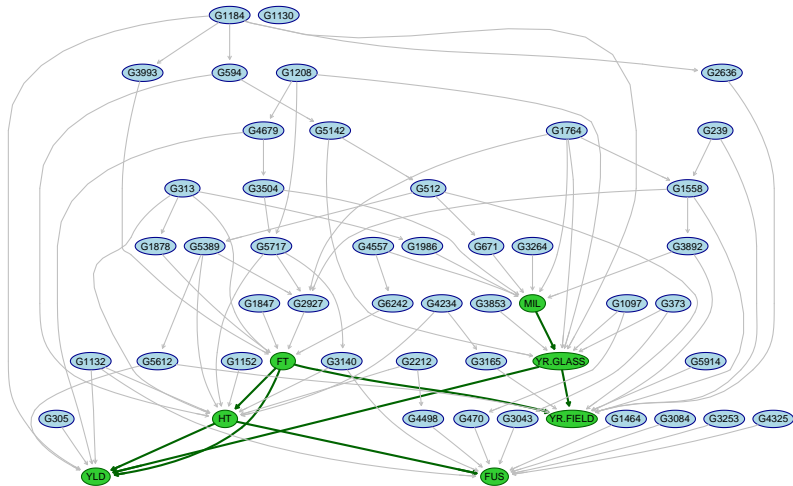 G1184 G1130
G3993 G594 G1208 G2636
G4679 G5142 G1764 G239
G313 G3504 G512 G1558
G1878 G5389 G5717 G4557 G1986 G671 G3264 G3892
G1847 G2927 G6242 G4234 G3853 MIL G1097 G373
G1132 G5612 G1152 FT G3140 G2212 G3165 YR.GLASS G5914
G305 HT G4498 G470 G3043 YR.FIELD G1464 G3084 G3253 G4325
YLD FUS